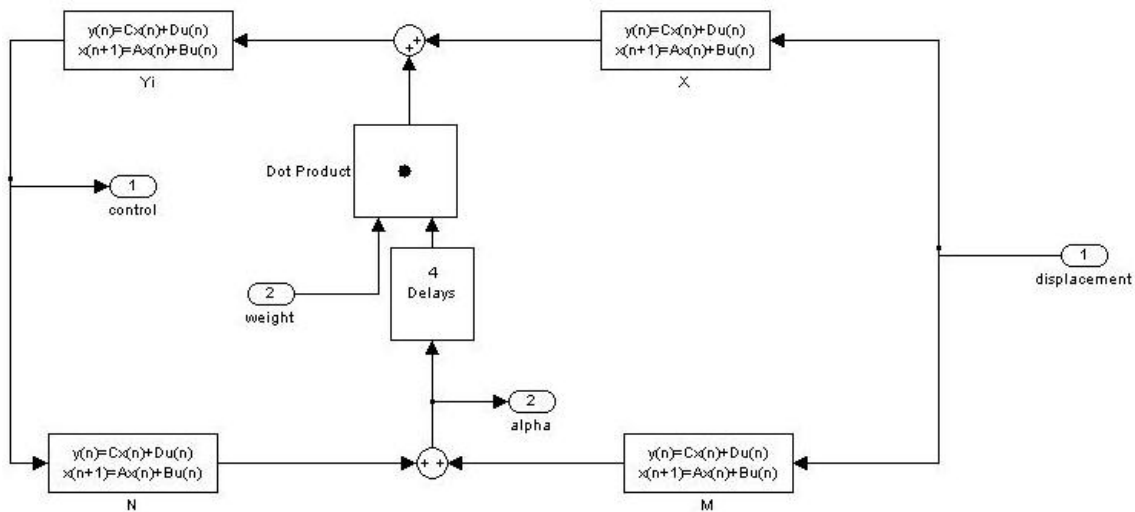 y(n)=Cx(n)+Du(n)
x(n+1)=Ax(n)+Bu(n)
Yi
+
+
y(n)=Cx(n)+Du(n)
x(n+1)=Ax(n)+Bu(n)
X
Dot Product
1
control
4
Delays
2
weight
1
displacement
2
alpha
y(n)=Cx(n)+Du(n)
x(n+1)=Ax(n)+Bu(n)
N
+ +
y(n)=Cx(n)+Du(n)
x(n+1)=Ax(n)+Bu(n)
M